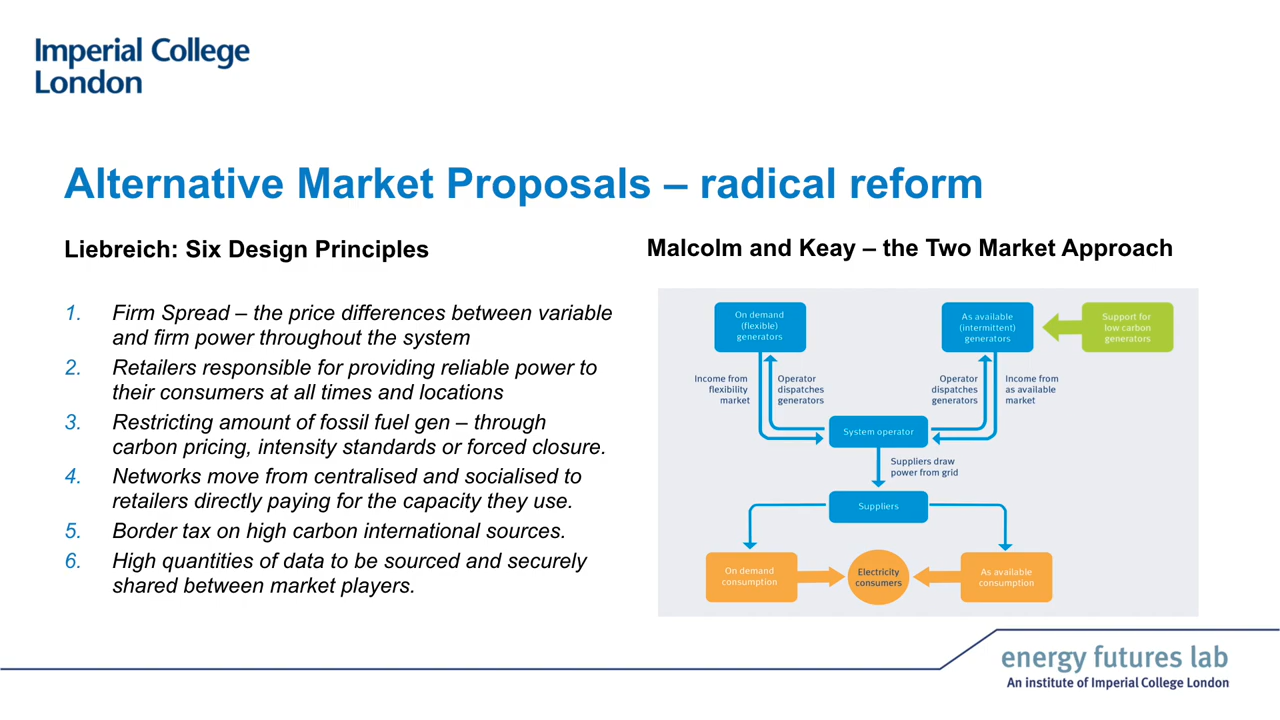 Imperial College
London
Alternative Market Proposals – radical reform
Liebreich: Six Design Principles
1. Firm Spread – the price differences between variable
and firm power throughout the system
2. Retailers responsible for providing reliable power to
their consumers at all times and locations
3. Restricting amount of fossil fuel gen – through
carbon pricing, intensity standards or forced closure.
4. Networks move from centralised and socialised to
retailers directly paying for the capacity they use.
5. Border tax on high carbon international sources.
6. High quantities of data to be sourced and securely
shared between market players.
Malcolm and Keay – the Two Market Approach
On demand
(flexible)
generators
As available
(intermittent)
generators
Support for
low carbon
generators
Income from
flexibility
market
Operator
dispatches
generators
Operator
dispatches
generators
Income from
as available
market
System operator
Suppliers draw
power from grid
Suppliers
On demand
consumption
Electricity
consumers
As available
consumption
energy futures lab
An institute of Imperial College London